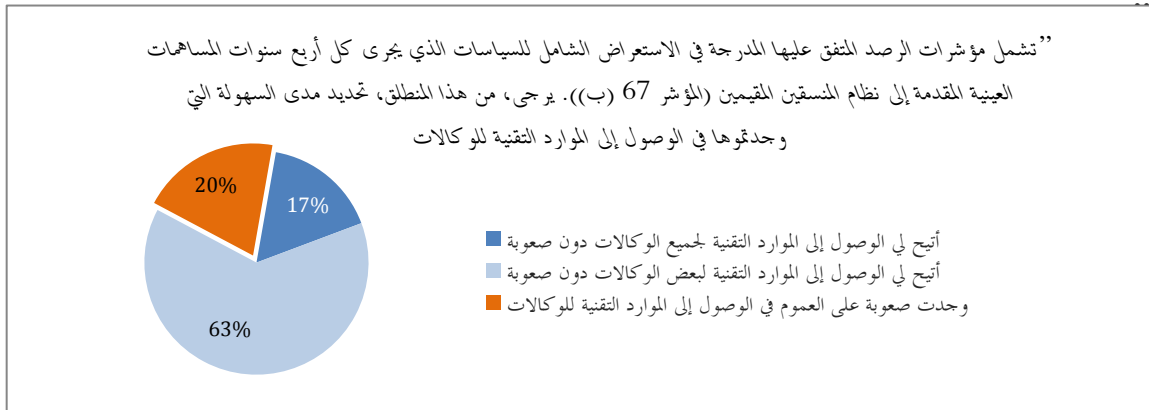 ”تشمل مؤشرات الرصد المتفق عليها المدرجة في الاستعراض الشامل للسياسات الذي يجرى كل أربع سنوات المساهمات
العينية المقدمة إلى نظام المنسقين المقيمين (المؤشر 67 (ب)). يرجى، من هذا المنطلق، تحديد مدى السهولة التي
وجدتموها في الوصول إلى الموارد التقنية للوكالات
20%
17%
63%
أتيح لي الوصول إلى الموارد التقنية لجميع الوكالات دون صعوبة
أتيح لي الوصول إلى الموارد التقنية لبعض الوكالات دون صعوبة
وجدت صعوبة على العموم في الوصول إلى الموارد التقنية للوكالات